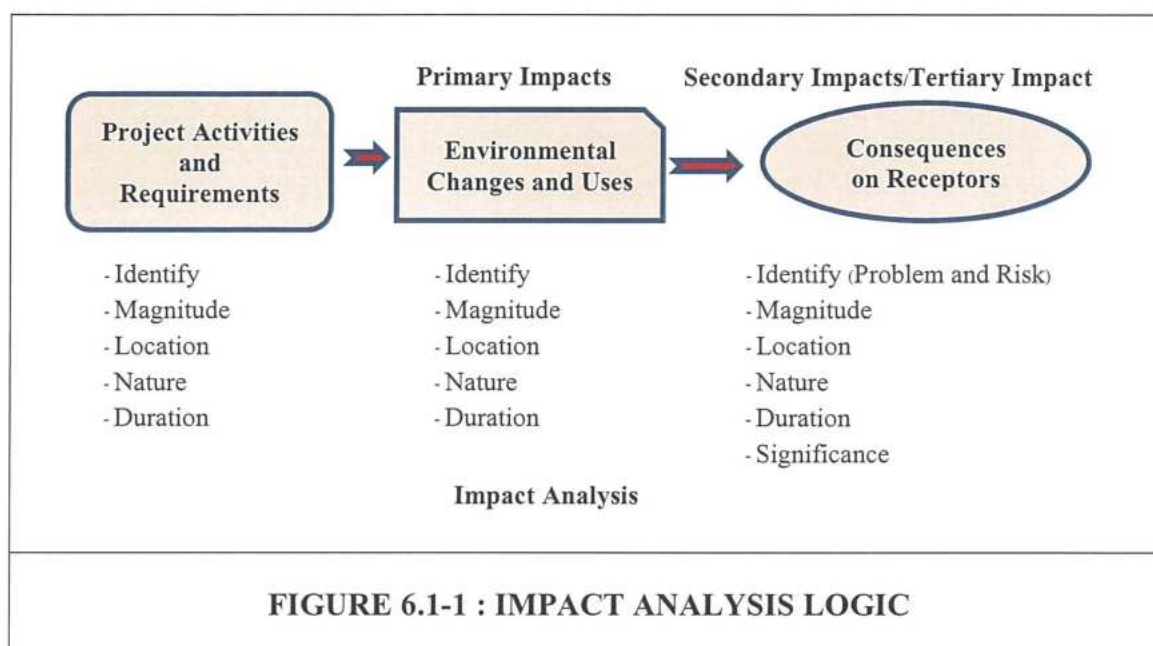 Primary Impacts
Secondary Impacts/Tertiary Impact
Project Activities
and
Requirements
Environmental
Changes and Uses
Consequences
on Receptors
- Identify
- Magnitude
- Location
- Nature
- Duration
- Identify
- Magnitude
- Location
- Nature
- Duration
- Identify (Problem and Risk)
- Magnitude
- Location
- Nature
- Duration
- Significance
Impact Analysis
FIGURE 6.1-1 : IMPACT ANALYSIS LOGIC